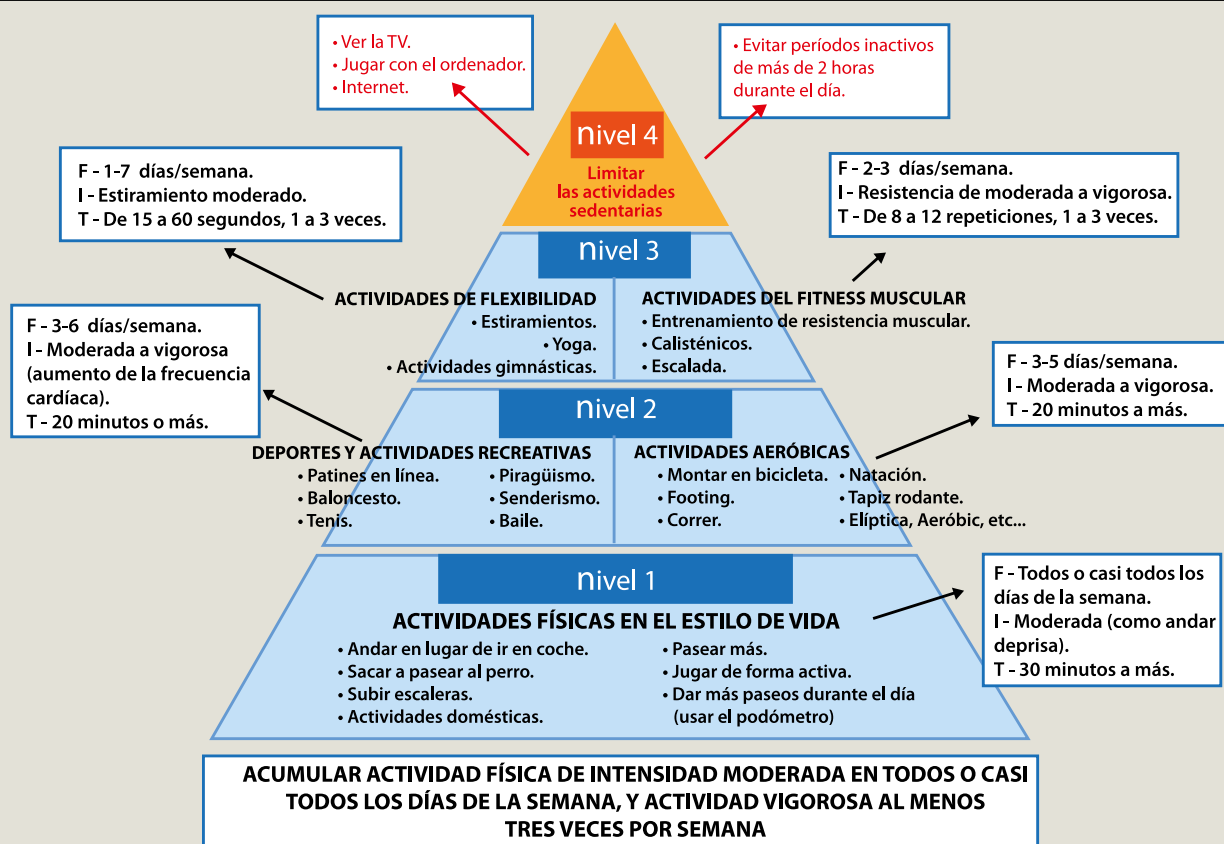 • Ver la TV.
• Jugar con el ordenador.
• Internet.
• Evitar períodos inactivos
de más de 2 horas
durante el día.
nivel 4
Limitar
las actividades
sedentarias
F - 1-7 días/semana.
I - Estiramiento moderado.
T - De 15 a 60 segundos, 1 a 3 veces.
F - 2-3 días/semana.
I - Resistencia de moderada a vigorosa.
T - De 8 a 12 repeticiones, 1 a 3 veces.
nivel 3
ACTIVIDADES DE FLEXIBILIDAD
• Estiramientos.
• Yoga.
• Actividades gimnásticas.
ACTIVIDADES DEL FITNESS MUSCULAR
• Entrenamiento de resistencia muscular.
• Calisténicos.
• Escalada.
F - 3-6 días/semana.
I - Moderada a vigorosa
(aumento de la frecuencia
cardíaca).
T - 20 minutos o más.
F - 3-5 días/semana.
I - Moderada a vigorosa.
T - 20 minutos a más.
nivel 2
DEPORTES Y ACTIVIDADES RECREATIVAS
• Patines en línea.
• Baloncesto.
• Tenis.
• Piragüismo.
• Senderismo.
• Baile.
ACTIVIDADES AERÓBICAS
• Montar en bicicleta.
• Footing.
• Correr.
• Natación.
• Tapiz rodante.
• Elíptica, Aeróbic, etc...
nivel 1
ACTIVIDADES FÍSICAS EN EL ESTILO DE VIDA
• Andar en lugar de ir en coche.
• Sacar a pasear al perro.
• Subir escaleras.
• Actividades domésticas.
• Pasear más.
• Jugar de forma activa.
• Dar más paseos durante el día
(usar el podómetro)
F - Todos o casi todos los
días de la semana.
I - Moderada (como andar
deprisa).
T - 30 minutos a más.
ACUMULAR ACTIVIDAD FÍSICA DE INTENSIDAD MODERADA EN TODOS O CASI
TODOS LOS DÍAS DE LA SEMANA, Y ACTIVIDAD VIGOROSA AL MENOS
TRES VECES POR SEMANA